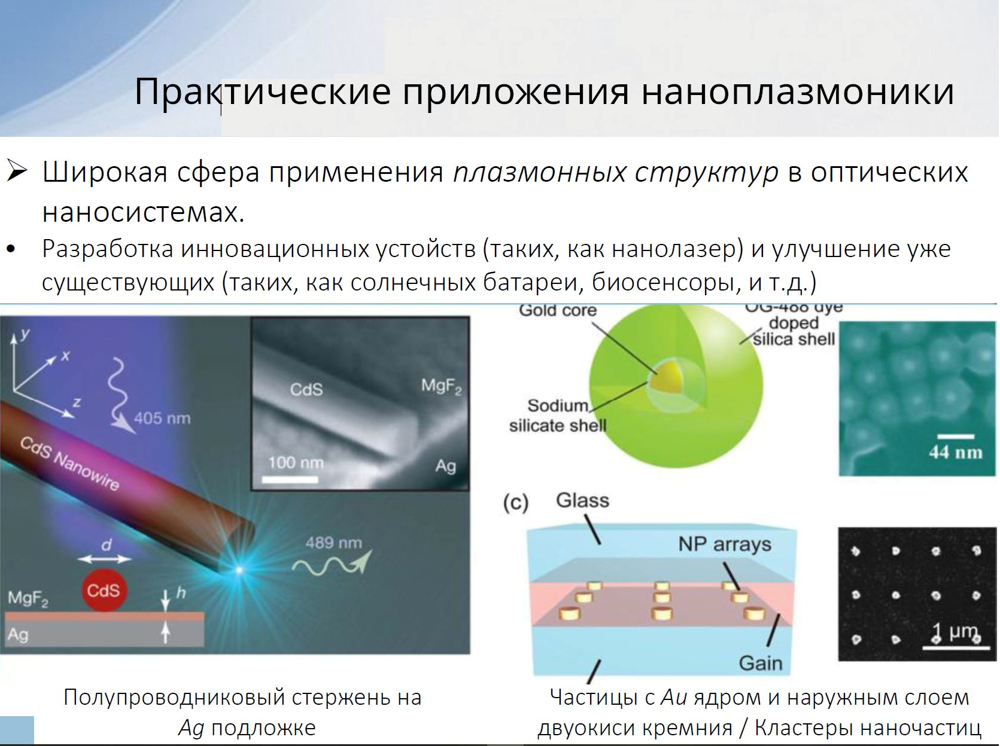 Практические приложения наноплазмоники
Широкая сфера применения плазмонных структур в оптических
наносистемах.
• Разработка инновационных устойств (таких, как нанолазер) и улучшение уже
существующих (таких, как солнечных батареи, биосенсоры, и т.д.)
y
x
z
405 nm
CdS Nanowire
CdS
MgF₂
100 nm
Ag
d
489 nm
CdS
h
MgF₂
Ag
Gold core
OG-488 dye
doped
silica shell
Sodium
silicate shell
44 nm
(c)
Glass
NP arrays
Gain
1 μm
Полупроводниковый стержень на
Ag подложке
Частицы с Au ядром и наружным слоем
двуокиси кремния / Кластеры наночастиц